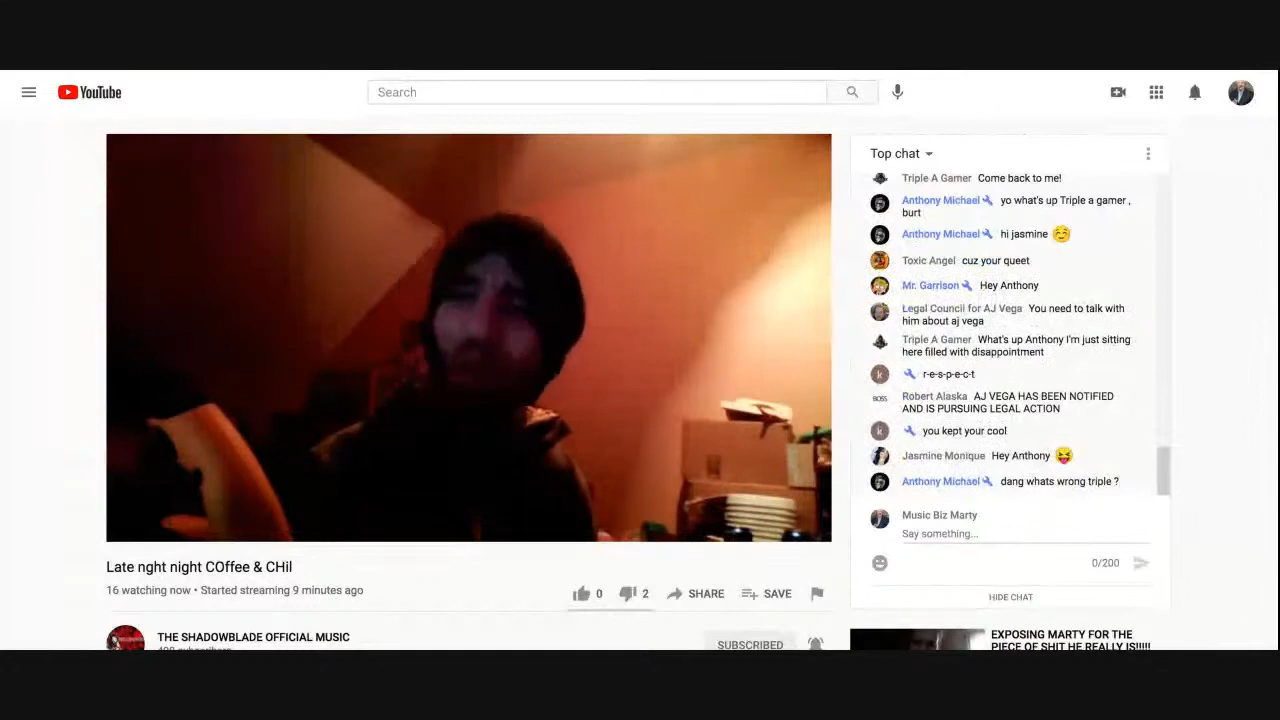 YouTube
Search
Top chat
Triple A Gamer Come back to me!
Anthony Michael yo what's up Triple a gamer ,
burt
Anthony Michael hi jasmine
Toxic Angel cuz your queet
Mr. Garrison Hey Anthony
Legal Council for AJ Vega You need to talk with
him about aj vega
Triple A Gamer What's up Anthony I'm just sitting
here filled with disappointment
k r-e-s-p-e-c-t
BOSS Robert Alaska AJ VEGA HAS BEEN NOTIFIED
AND IS PURSUING LEGAL ACTION
k you kept your cool
Jasmine Monique Hey Anthony
Anthony Michael dang whats wrong triple ?
Music Biz Marty
Say something...
0/200
HIDE CHAT
Late nght night COffee & CHil
16 watching now • Started streaming 9 minutes ago
0 2 SHARE SAVE
THE SHADOWBLADE OFFICIAL MUSIC
SUBSCRIBED
EXPOSING MARTY FOR THE
PIECE OF SHIT HE REALLY IS!!!!!